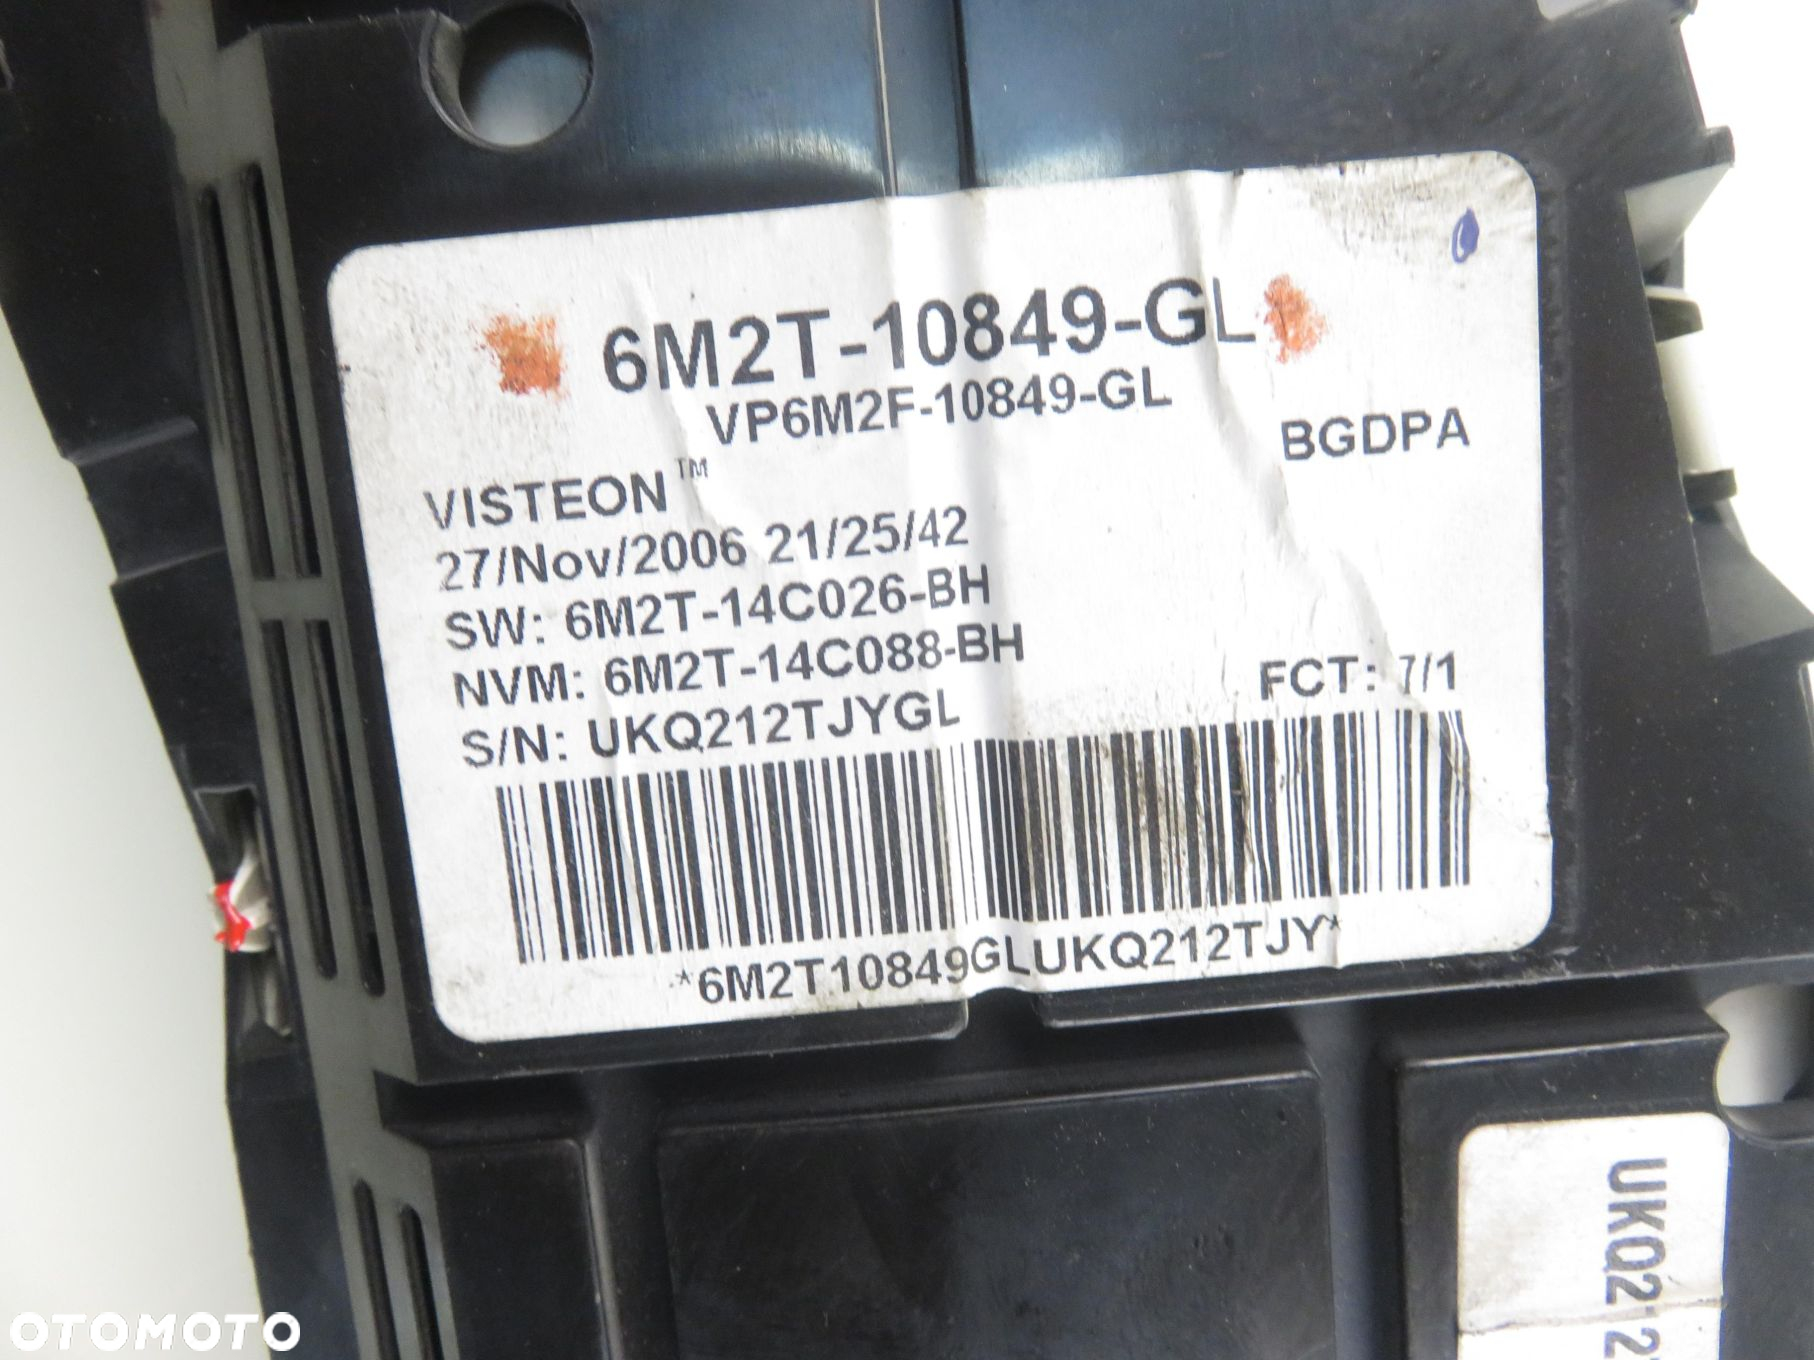 6M2T-10849-GL
VP6M2F-10849-GL
BGDPA
VISTEON™
27/Nov/2006 21/25/42
SW: 6M2T-14C026-BH
NVM: 6M2T-14C088-BH
S/N: UKQ212TJYGL
FCT: 7/1
*6M2T10849GLUKQ212TJY*
UKQ212
OTOMOTO